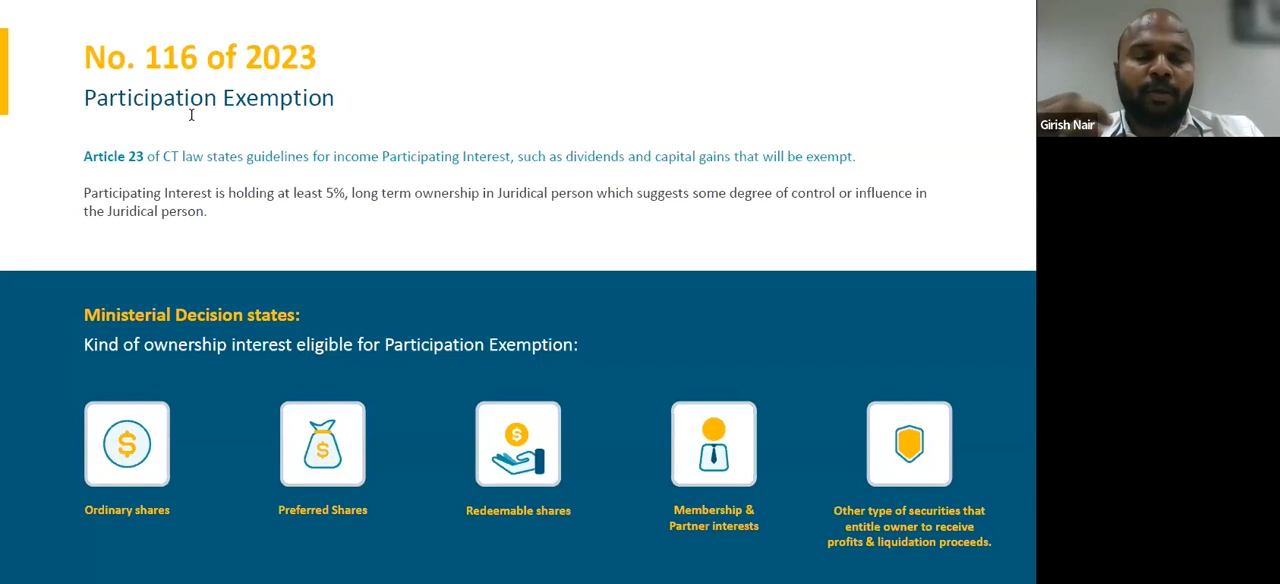 No. 116 of 2023
Participation Exemption
Article 23 of CT law states guidelines for income Participating Interest, such as dividends and capital gains that will be exempt.
Participating Interest is holding at least 5%, long term ownership in Juridical person which suggests some degree of control or influence in
the Juridical person.
Girish Nair
Ministerial Decision states:
Kind of ownership interest eligible for Participation Exemption:
$
$
$
Ordinary shares
Preferred Shares
Redeemable shares
Membership &
Partner interests
Other type of securities that
entitle owner to receive
profits & liquidation proceeds.